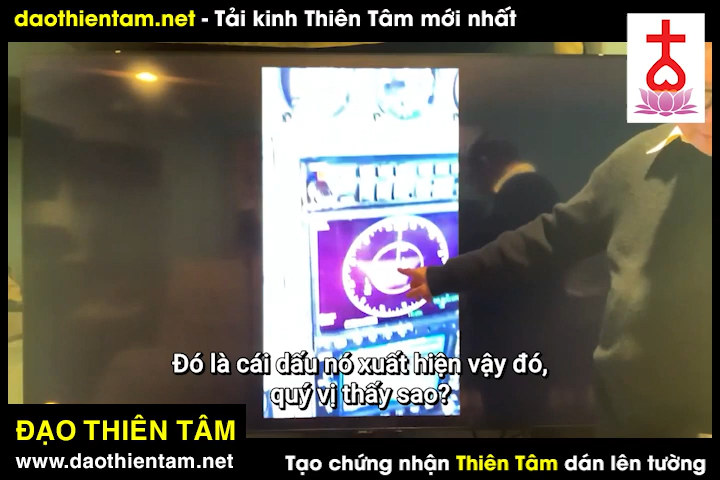 daothientam.net - Tải kinh Thiên Tâm mới nhất
Đó là cái dấu nó xuất hiện vậy đó,
quý vị thấy sao?
ĐẠO THIÊN TÂM
www.daothientam.net
Tạo chứng nhận Thiên Tâm dán lên tường